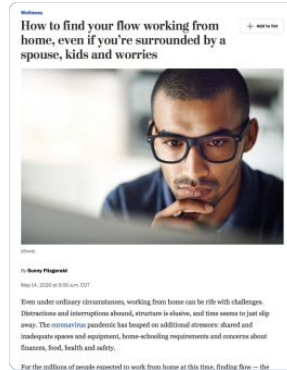 Wellness
How to find your flow working from
home, even if you're surrounded by a
spouse, kids and worries
+ Add to list
(iStock)
By Sunny Fitzgerald
May 14, 2020 at 9:00 a.m. EDT
Even under ordinary circumstances, working from home can be rife with challenges.
Distractions and interruptions abound, structure is elusive, and time seems to just slip
away. The coronavirus pandemic has heaped on additional stressors: shared and
inadequate spaces and equipment, home-schooling requirements and concerns about
finances, food, health and safety.
For the millions of people expected to work from home at this time, finding flow — the